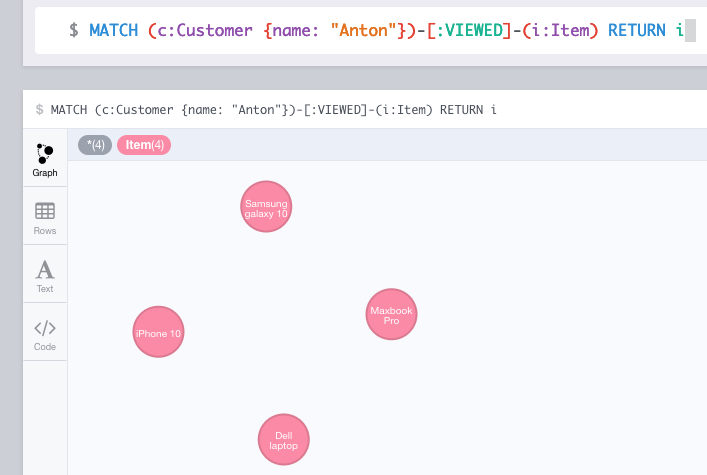 $ MATCH (c:Customer {name: "Anton"})-[:VIEWED]-(i:Item) RETURN i
$ MATCH (c:Customer {name: "Anton"})-[:VIEWED]-(i:Item) RETURN i
*(4) Item(4)
Graph
Rows
Text
Code
Samsung
galaxy 10
Maxbook
Pro
iPhone 10
Dell
laptop